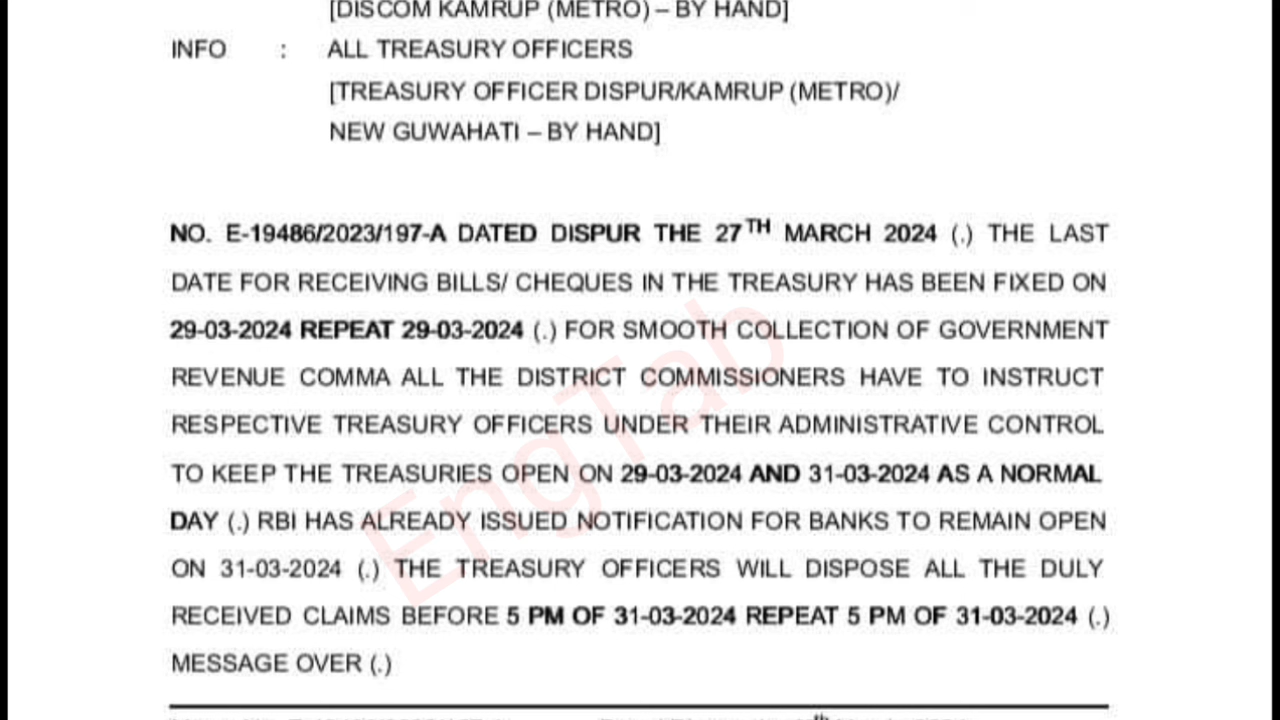 [DISCOM KAMRUP (METRO) – BY HAND]
INFO : ALL TREASURY OFFICERS
[TREASURY OFFICER DISPUR/KAMRUP (METRO)/
NEW GUWAHATI – BY HAND]
NO. E-19486/2023/197-A DATED DISPUR THE 27TH MARCH 2024 (.) THE LAST
DATE FOR RECEIVING BILLS/ CHEQUES IN THE TREASURY HAS BEEN FIXED ON
29-03-2024 REPEAT 29-03-2024 (.) FOR SMOOTH COLLECTION OF GOVERNMENT
REVENUE COMMA ALL THE DISTRICT COMMISSIONERS HAVE TO INSTRUCT
RESPECTIVE TREASURY OFFICERS UNDER THEIR ADMINISTRATIVE CONTROL
TO KEEP THE TREASURIES OPEN ON 29-03-2024 AND 31-03-2024 AS A NORMAL
DAY (.) RBI HAS ALREADY ISSUED NOTIFICATION FOR BANKS TO REMAIN OPEN
ON 31-03-2024 (.) THE TREASURY OFFICERS WILL DISPOSE ALL THE DULY
RECEIVED CLAIMS BEFORE 5 PM OF 31-03-2024 REPEAT 5 PM OF 31-03-2024 (.)
MESSAGE OVER (.)
EngTab